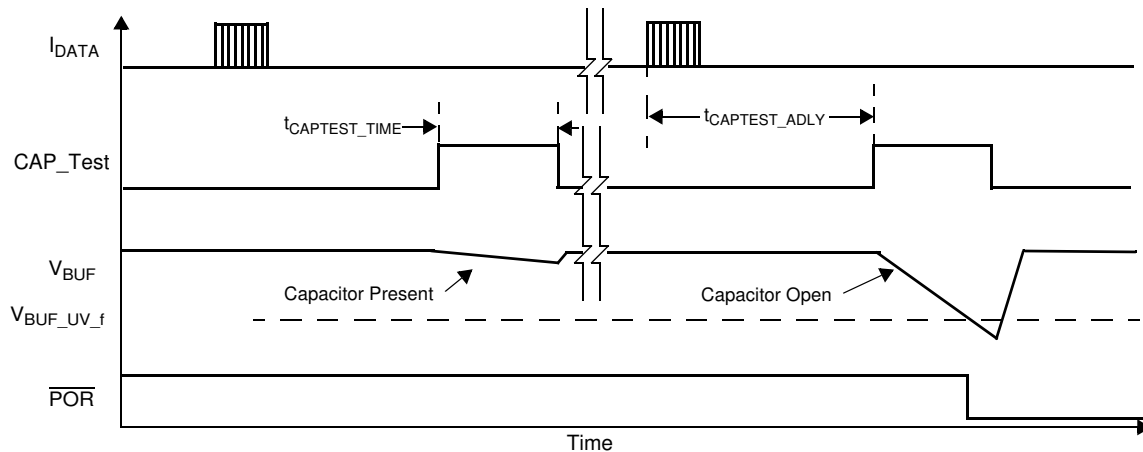 I_DATA
t_CAPTEST_TIME
t_CAPTEST_ADLY
CAP_Test
V_BUF
Capacitor Present
Capacitor Open
V_BUF_UV_f
POR
Time